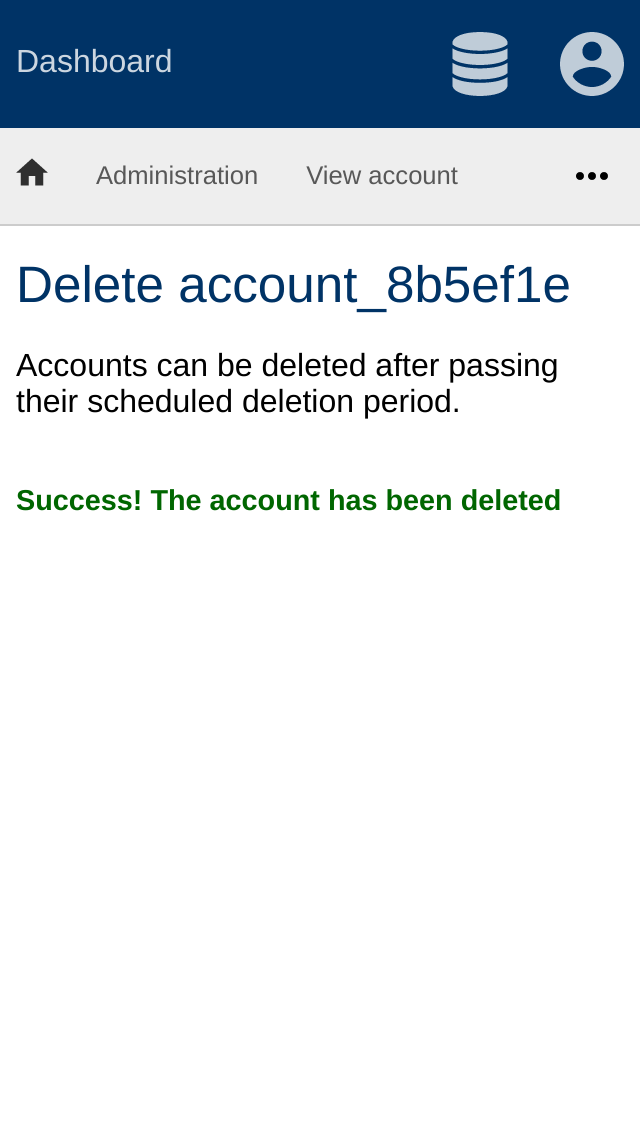 Dashboard
Administration View account
Delete account_8b5ef1e
Accounts can be deleted after passing
their scheduled deletion period.
Success! The account has been deleted